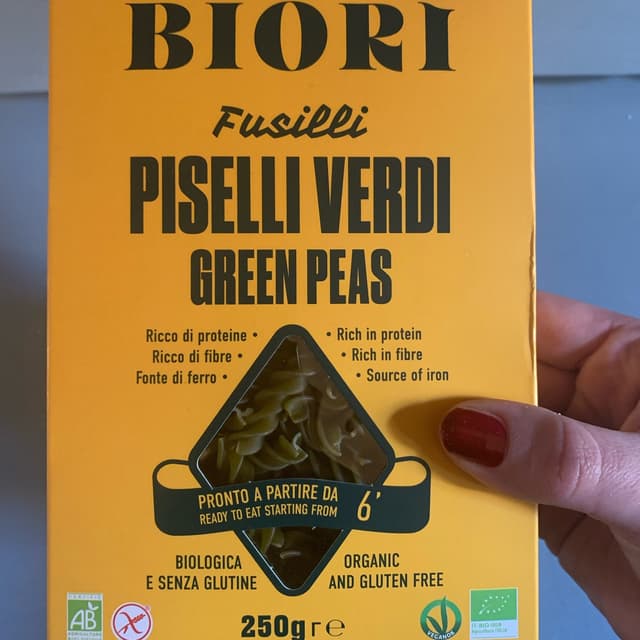 BIORI
Fusilli
PISELLI VERDI
GREEN PEAS
Ricco di proteine •
Ricco di fibre •
Fonte di ferro •
• Rich in protein
• Rich in fibre
• Source of iron
PRONTO A PARTIRE DA
READY TO EAT STARTING FROM
6'
BIOLOGICA
E SENZA GLUTINE
ORGANIC
AND GLUTEN FREE
AB
VEGANOK
250g r e